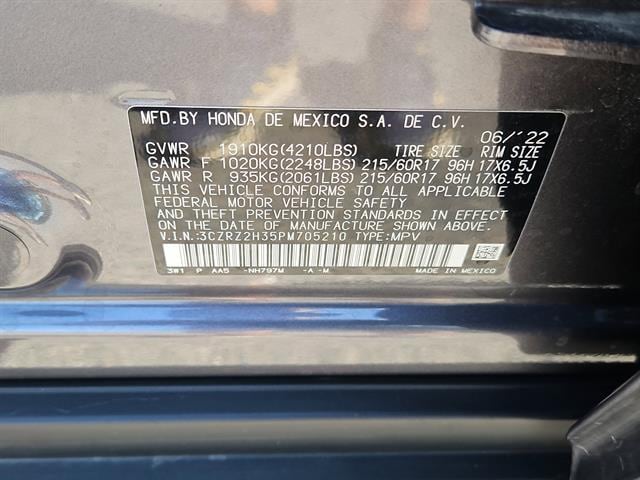 MFD.BY HONDA DE MEXICO S.A. DE C.V.
06/'22
GVWR 1910KG(4210LBS) TIRE SIZE RIM SIZE
GAWR F 1020KG(2248LBS) 215/60R17 96H 17X6.5J
GAWR R 935KG(2061LBS) 215/60R17 96H 17X6.5J
THIS VEHICLE CONFORMS TO ALL APPLICABLE
FEDERAL MOTOR VEHICLE SAFETY
AND THEFT PREVENTION STANDARDS IN EFFECT
ON THE DATE OF MANUFACTURE SHOWN ABOVE.
V.I.N.:3CZRZ2H35PM705210 TYPE:MPV
3W1 P AA5 -NH797M -A-M MADE IN MEXICO